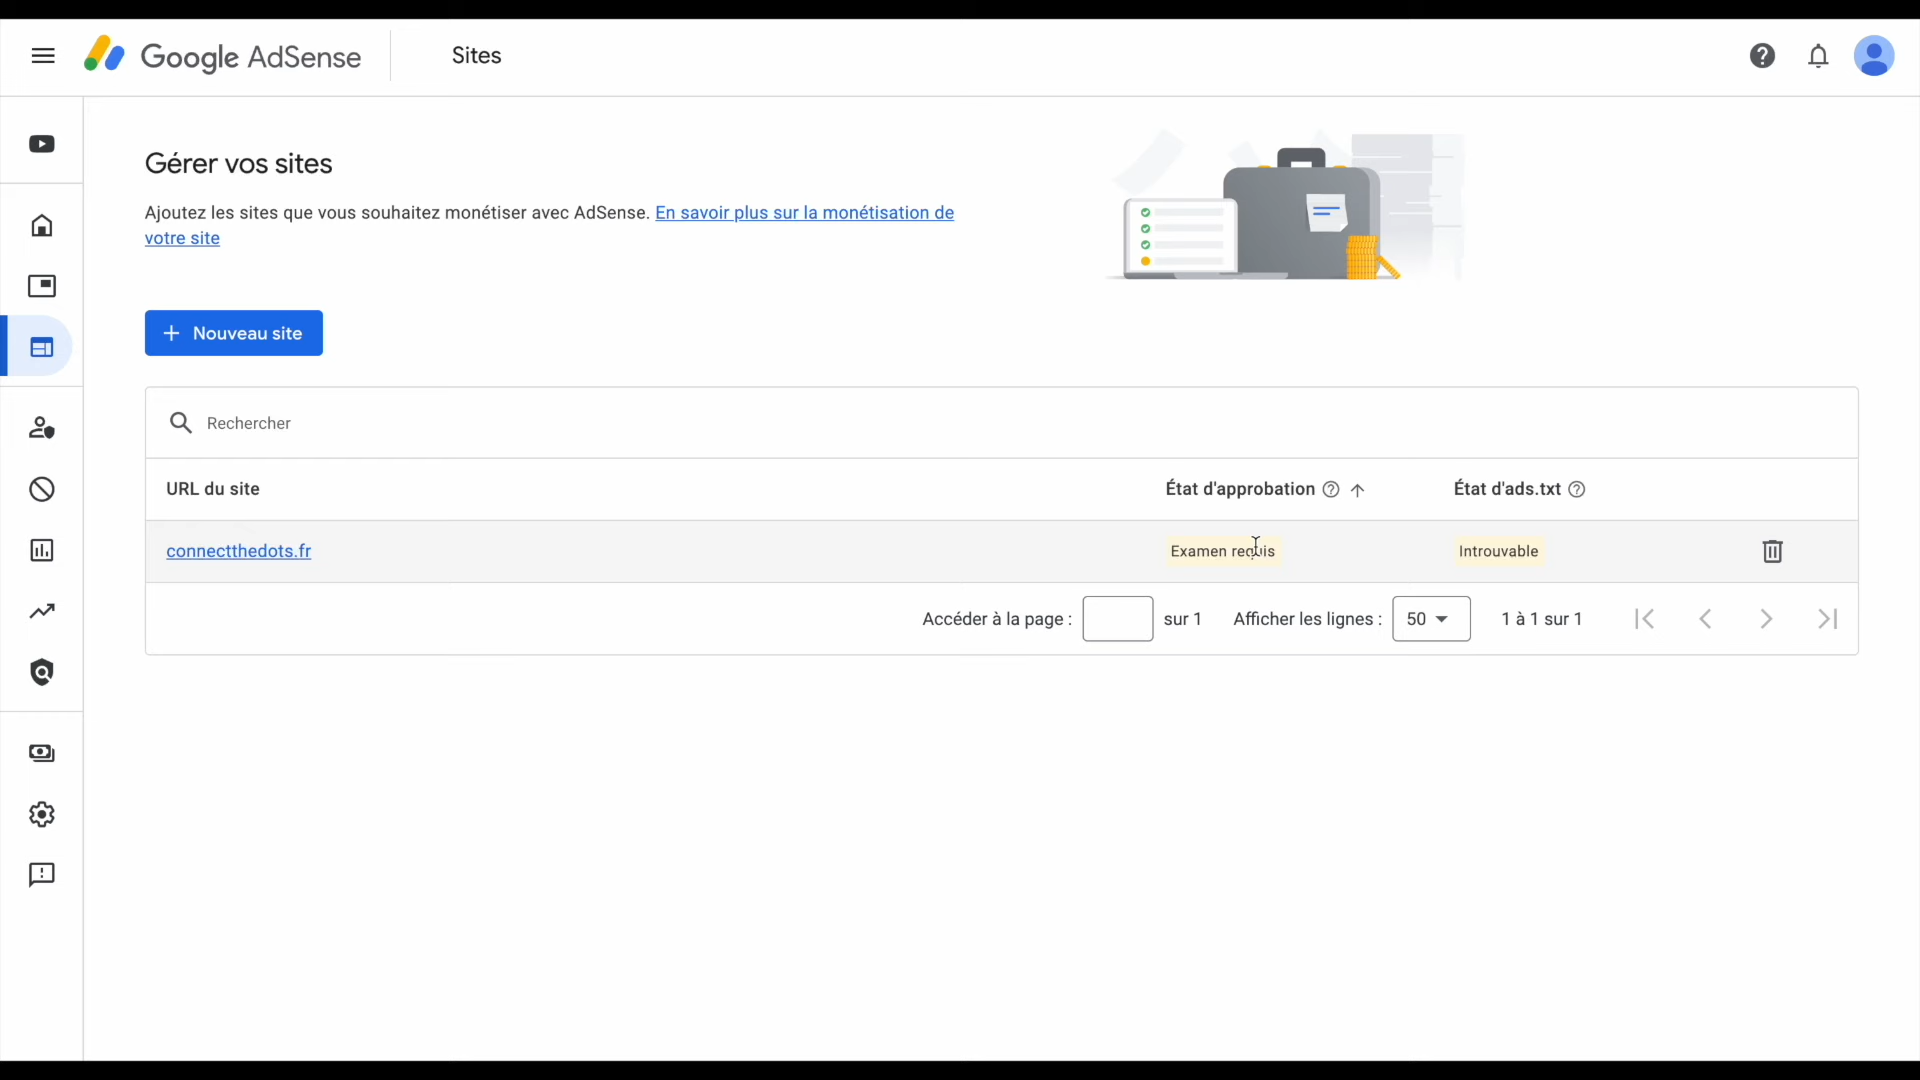 Google AdSense
Sites
Gérer vos sites
Ajoutez les sites que vous souhaitez monétiser avec AdSense. En savoir plus sur la monétisation de
votre site
+ Nouveau site
Rechercher
URL du site
État d'approbation
État d'ads.txt
connectthedots.fr
Examen requis
Introuvable
Accéder à la page :
sur 1
Afficher les lignes :
50
1 à 1 sur 1